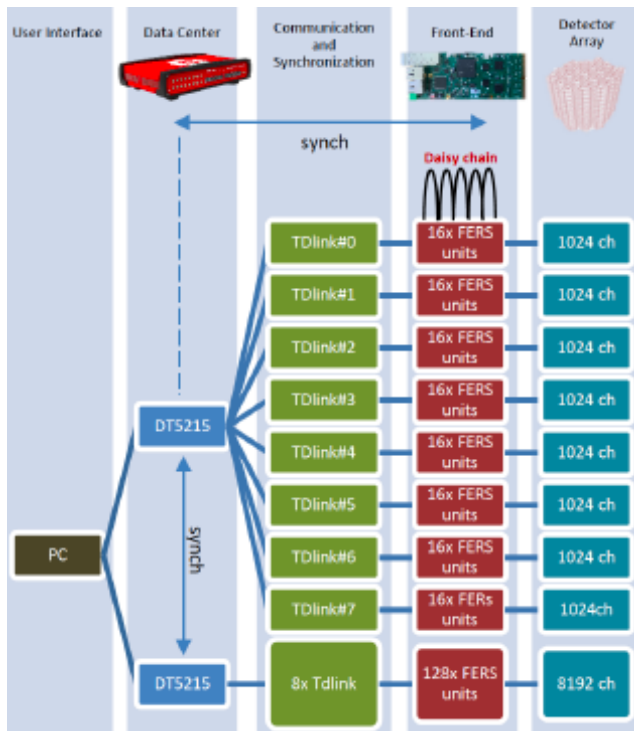 User Interface
Data Center
Communication
and
Synchronization
Front-End
Detector
Array
synch
Daisy chain
TDlink#0
16x FERS
units
1024 ch
TDlink#1
16x FERS
units
1024 ch
TDlink#2
16x FERS
units
1024 ch
TDlink#3
16x FERS
units
1024 ch
DT5215
TDlink#4
16x FERS
units
1024 ch
TDlink#5
16x FERS
units
1024 ch
synch
PC
TDlink#6
16x FERS
units
1024 ch
TDlink#7
16x FERs
units
1024ch
DT5215
8x Tdlink
128x FERS
units
8192 ch